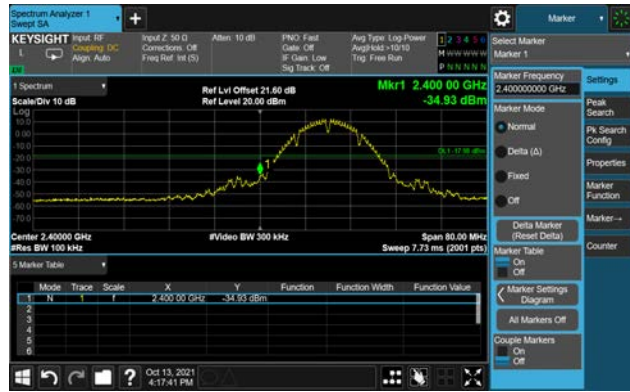 Spectrum Analyzer 1
Swept SA
Marker
KEYSIGHT
Input: RF
Input Z: 50 Ω
Atten: 10 dB
PNO: Fast
Avg Type: Log-Power
1 2 3 4 5 6
Select Marker
L
Coupling: DC
Corrections: Off
Gate: Off
Avg|Hold:>10/10
M W W W W W
Marker 1
Align: Auto
Freq Ref: Int (S)
IF Gain: Low
Trig: Free Run
Sig Track: Off
P N N N N N
1 Spectrum
Ref Lvl Offset 21.60 dB
Mkr1 2.400 00 GHz
Scale/Div 10 dB
Ref Level 20.00 dBm
-34.93 dBm
Log
10.0
0.00
-10.0
-20.0
-30.0
-40.0
-50.0
-60.0
-70.0
1
Center 2.40000 GHz
#Video BW 300 kHz
Span 80.00 MHz
#Res BW 100 kHz
Sweep 7.73 ms (2001 pts)
5 Marker Table
Mode Trace Scale X Y Function Function Width Function Value
1 N 1 f 2.400 00 GHz -34.93 dBm
2
3
4
5
6
Marker Frequency
2.400000000 GHz
Marker Mode
Normal
Delta (Δ)
Fixed
Off
Delta Marker
(Reset Delta)
Marker Table
On
Off
Marker Settings
Diagram
All Markers Off
Couple Markers
On
Off
Settings
Peak
Search
Pk Search
Config
Properties
Marker
Function
Marker→
Counter
?
Oct 13, 2021
4:17:41 PM